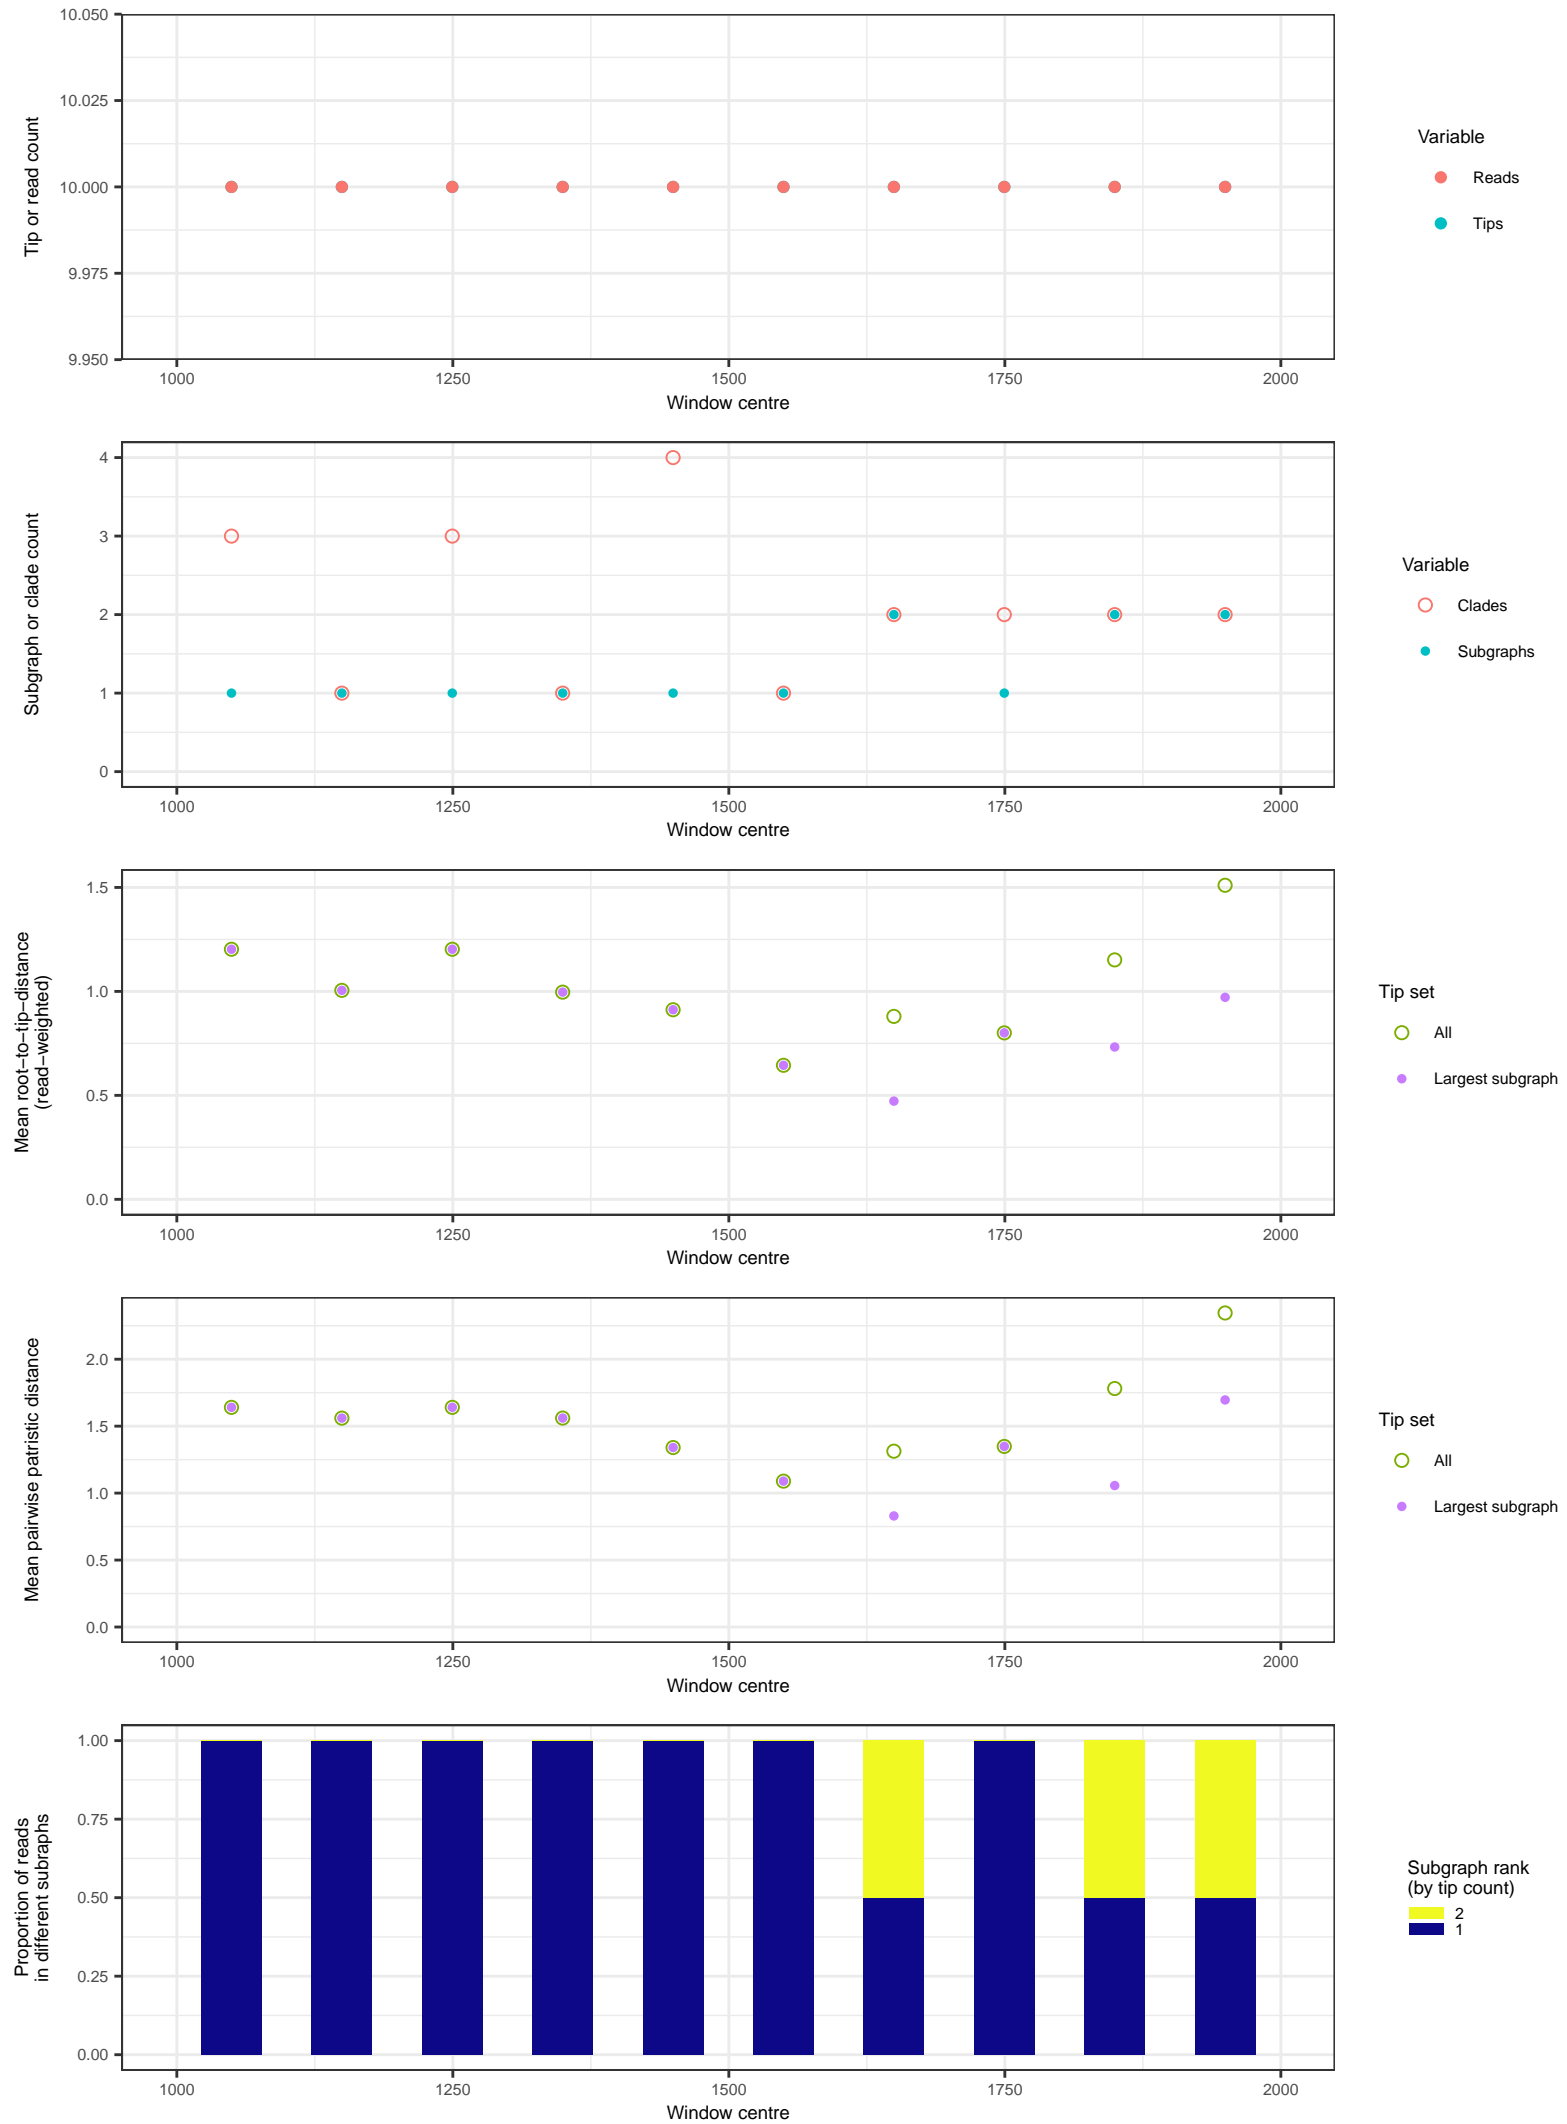 10.050
10.025
10.000
9.975
9.950
Tip or read count
1000 1250 1500 1750 2000
Window centre
Variable
Reads
Tips
4
3
2
1
0
Subgraph or clade count
1000 1250 1500 1750 2000
Window centre
Variable
Clades
Subgraphs
1.5
1.0
0.5
0.0
Mean root−to−tip−distance
(read−weighted)
1000 1250 1500 1750 2000
Window centre
Tip set
All
Largest subgraph
2.0
1.5
1.0
0.5
0.0
Mean pairwise patristic distance
1000 1250 1500 1750 2000
Window centre
Tip set
All
Largest subgraph
1.00
0.75
0.50
0.25
0.00
Proportion of reads
in different subraphs
1000 1250 1500 1750 2000
Window centre
Subgraph rank
(by tip count)
2
1